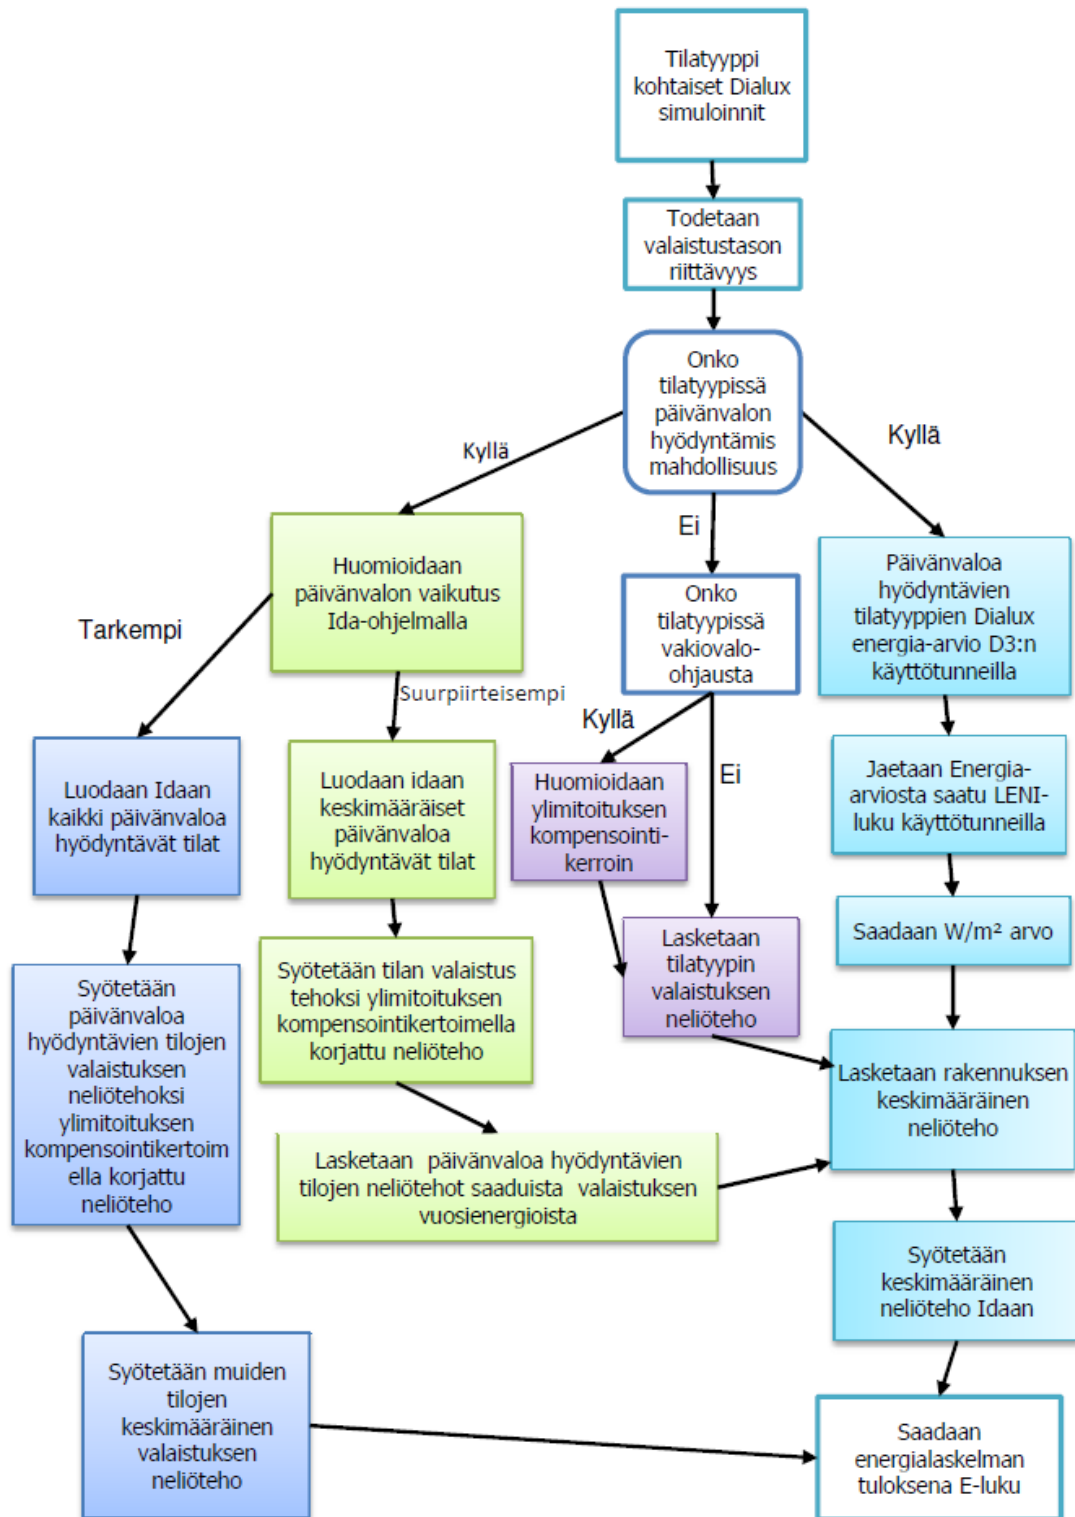 Tilatyyppi
kohtaiset Dialux
simuloinnit
Todetaan
valaistustason
riittävyys
Onko
tilatyypissä
päivänvalon
hyödyntämis
mahdollisuus
Kyllä
Kyllä
Ei
Huomioidaan
päivänvalon vaikutus
Ida-ohjelmalla
Onko
tilatyypissä
vakiovalo-
ohjausta
Päivänvaloa
hyödyntävien
tilatyyppien Dialux
energia-arvio D3:n
käyttötunneilla
Tarkempi
Suurpiirteisempi
Kyllä
Ei
Luodaan Idaan
kaikki päivänvaloa
hyödyntävät tilat
Luodaan idaan
keskimääräiset
päivänvaloa
hyödyntävät tilat
Huomioidaan
ylimitoituksen
kompensointi-
kerroin
Jaetaan Energia-
arviosta saatu LENI-
luku käyttötunneilla
Saadaan W/m² arvo
Lasketaan
tilatyypin
valaistuksen
neliöteho
Syötetään
päivänvaloa
hyödyntävien tilojen
valaistuksen
neliötehoksi
ylimitoituksen
kompensointikertoim
ella korjattu
neliöteho
Syötetään tilan valaistus
tehoksi ylimitoituksen
kompensointikertoimella
korjattu neliöteho
Lasketaan rakennuksen
keskimääräinen
neliöteho
Lasketaan päivänvaloa hyödyntävien
tilojen neliötehot saaduista valaistuksen
vuosienergioista
Syötetään
keskimääräinen
neliöteho Idaan
Syötetään muiden
tilojen
keskimääräinen
valaistuksen
neliöteho
Saadaan
energialaskelman
tuloksena E-luku